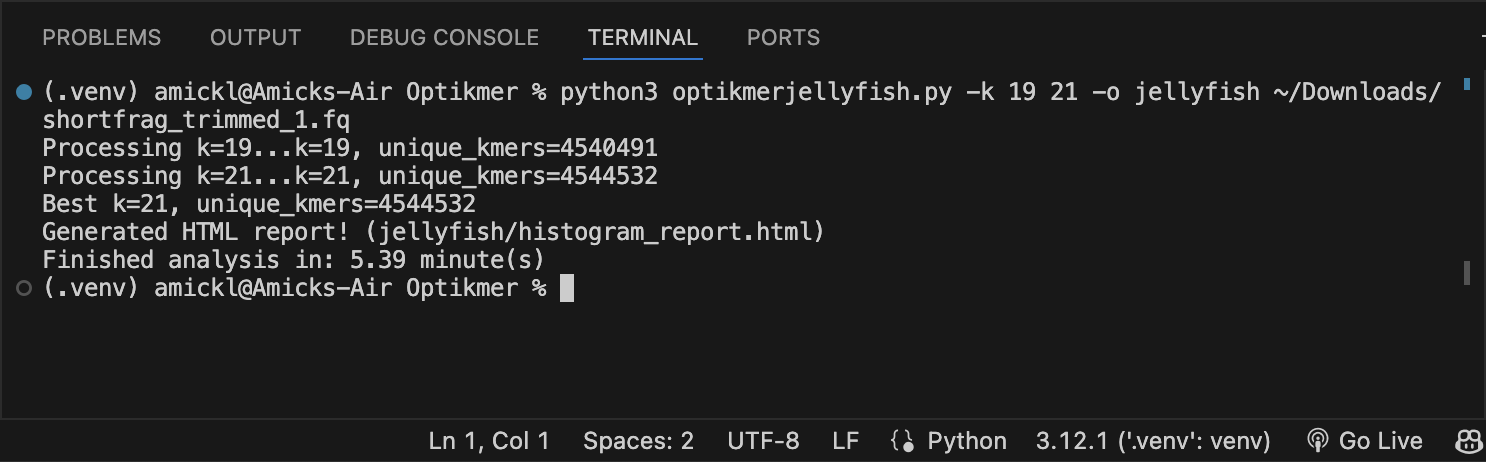 PROBLEMS OUTPUT DEBUG CONSOLE TERMINAL PORTS
(.venv) amickl@Amicks-Air Optikmer % python3 optikmerjellyfish.py -k 19 21 -o jellyfish ~/Downloads/
shortfrag_trimmed_1.fq
Processing k=19...k=19, unique_kmers=4540491
Processing k=21...k=21, unique_kmers=4544532
Best k=21, unique_kmers=4544532
Generated HTML report! (jellyfish/histogram_report.html)
Finished analysis in: 5.39 minute(s)
(.venv) amickl@Amicks-Air Optikmer %
Ln 1, Col 1 Spaces: 2 UTF-8 LF Python 3.12.1 ('.venv': venv) Go Live